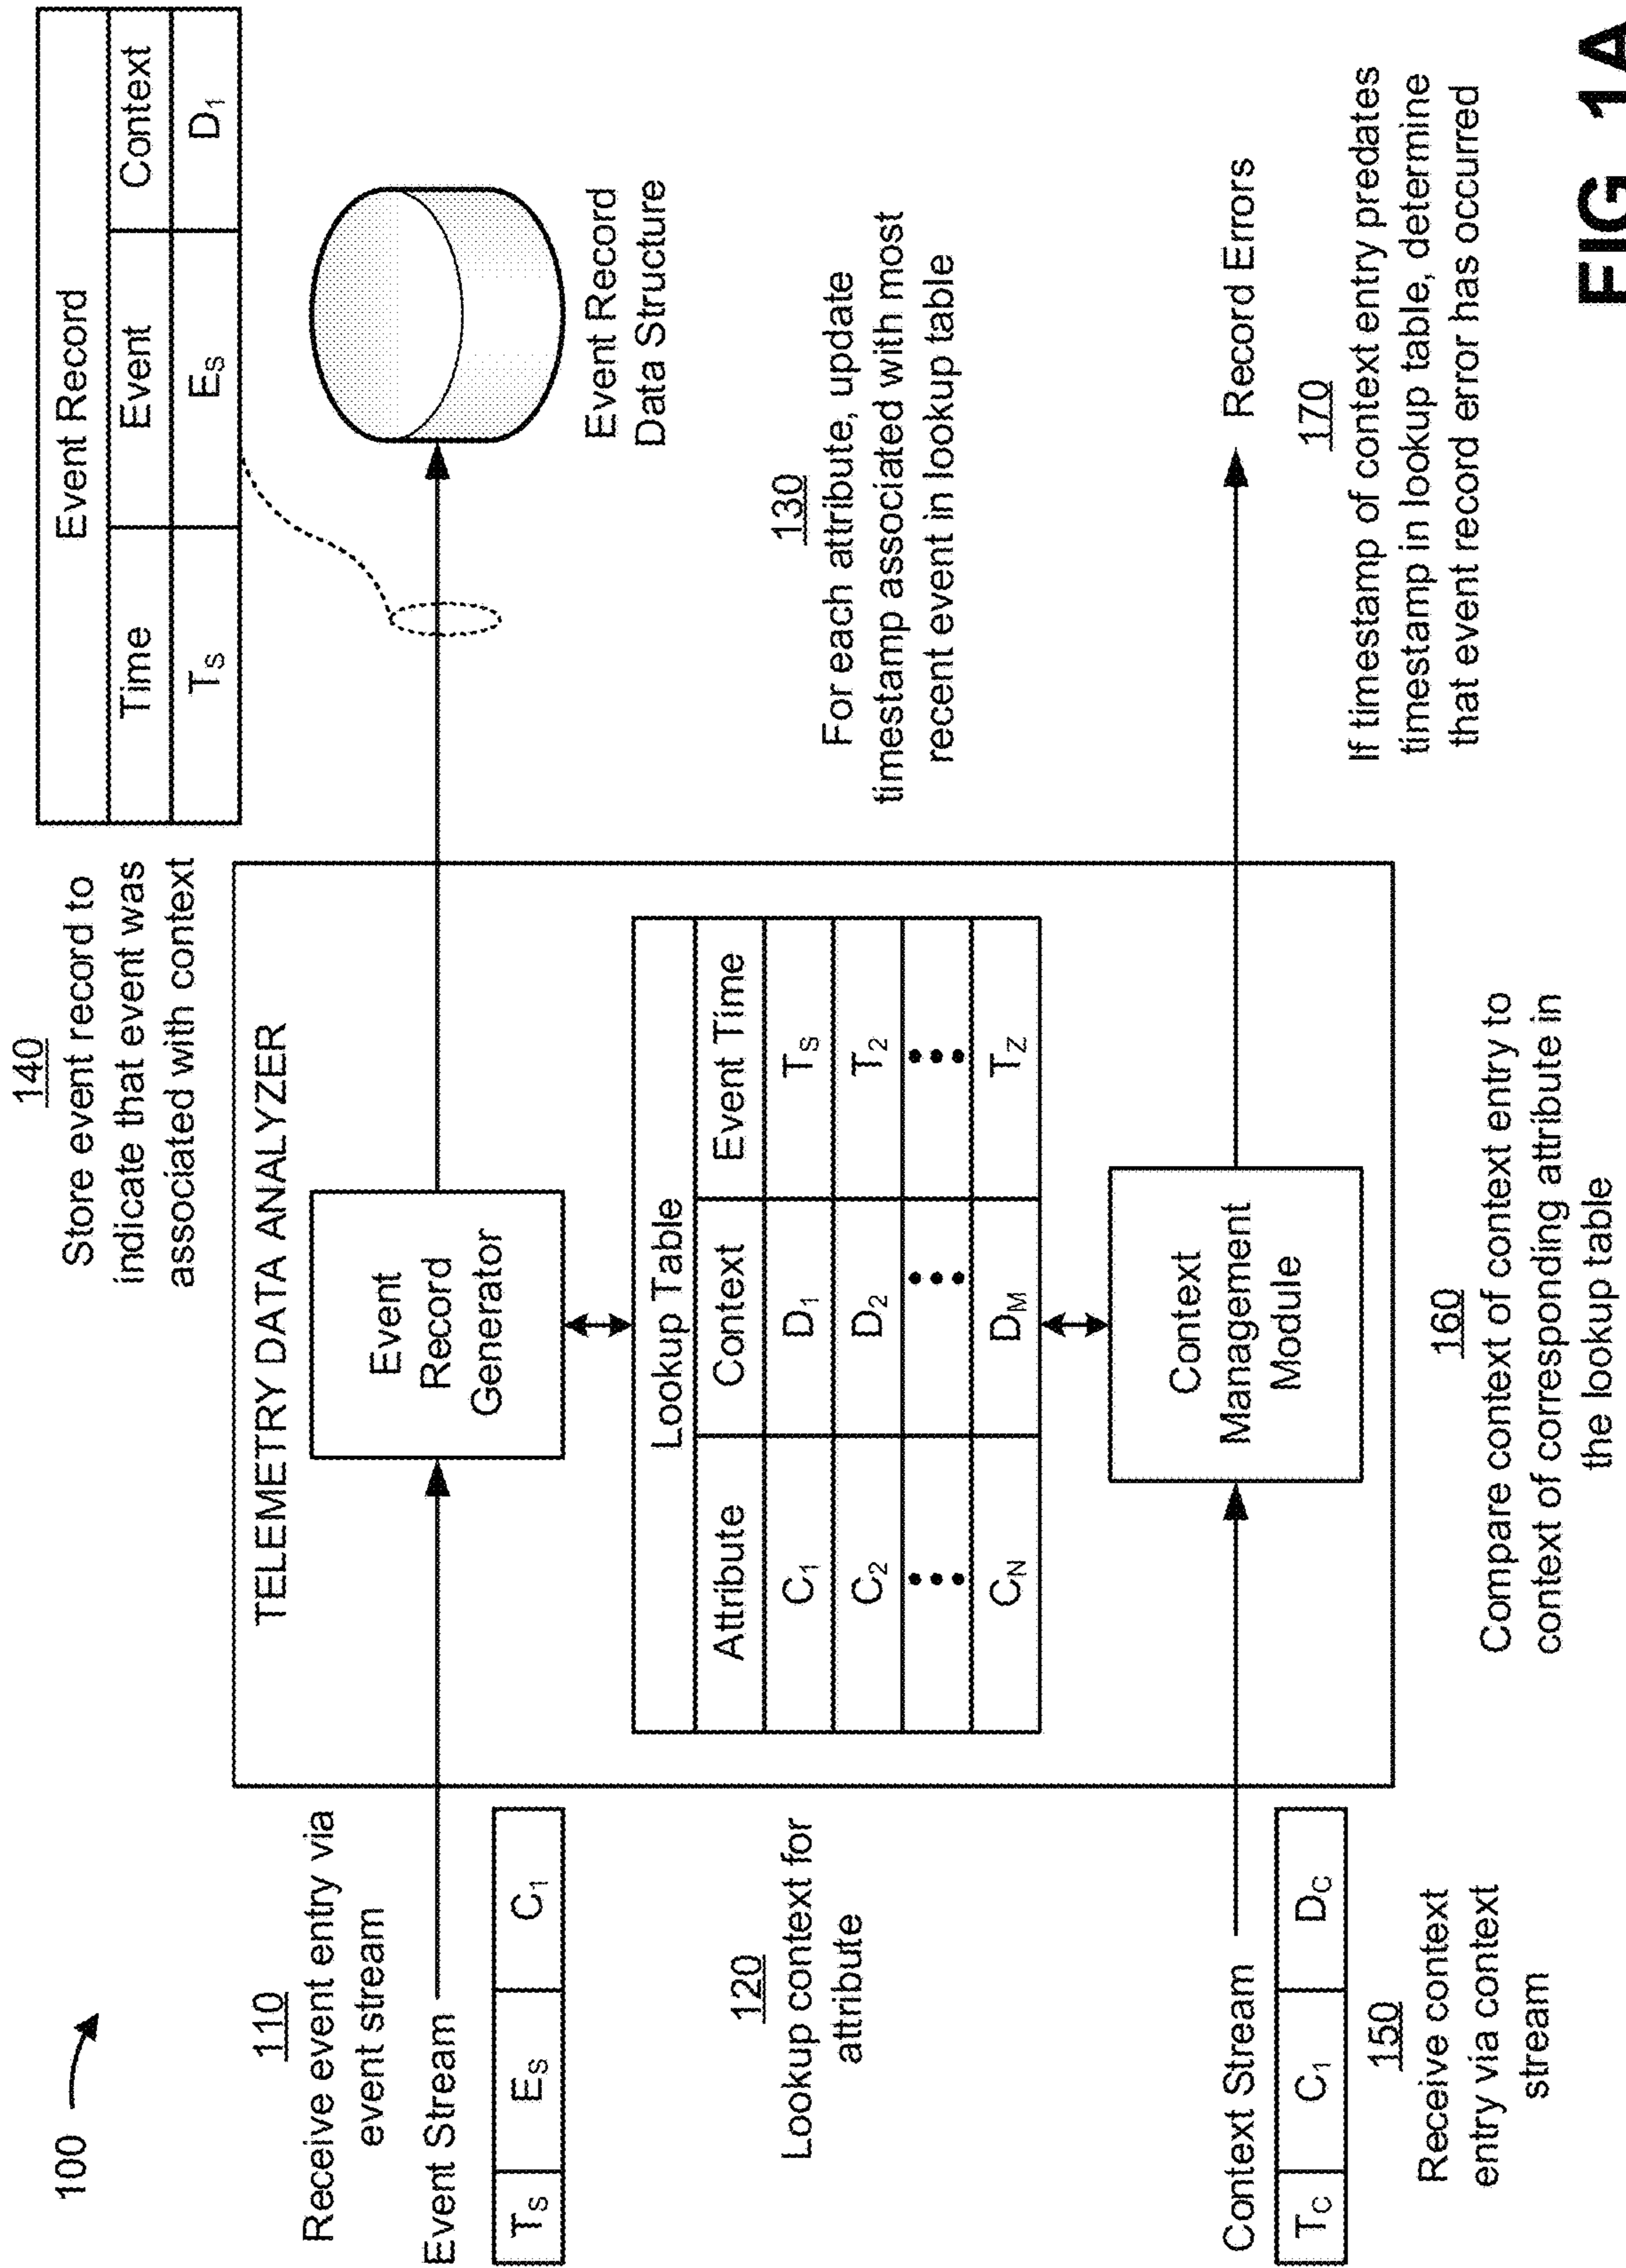 100
140
Store event record to
indicate that event was
associated with context
Event Record
Time Event Context
T_S E_S D_1
110
Receive event entry via
event stream
Event Stream
T_S E_S C_1
TELEMETRY DATA ANALYZER
Event
Record
Generator
Event Record
Data Structure
120
Lookup context for
attribute
Lookup Table
Attribute Context Event Time
C_1 D_1 T_S
C_2 D_2 T_2
••• ••• •••
C_N D_M T_Z
130
For each attribute, update
timestamp associated with most
recent event in lookup table
Context Stream
T_C C_1 D_C
150
Receive context
entry via context
stream
Context
Management
Module
Record Errors
160
Compare context of context entry to
context of corresponding attribute in
the lookup table
170
If timestamp of context entry predates
timestamp in lookup table, determine
that event record error has occurred
FIG. 1A